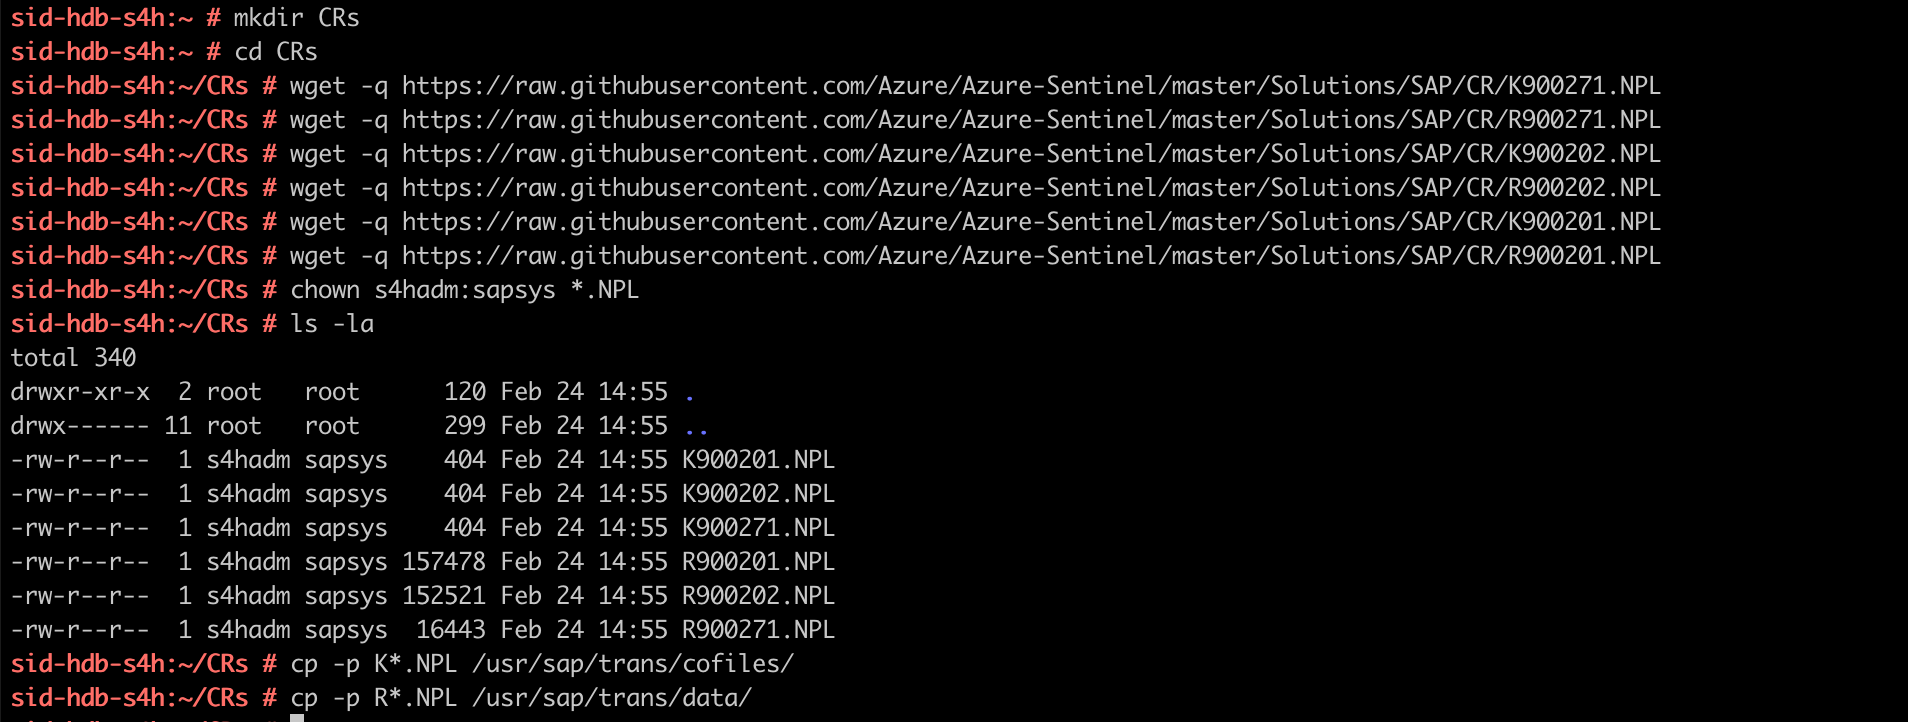 sid-hdb-s4h:~ # mkdir CRs
sid-hdb-s4h:~ # cd CRs
sid-hdb-s4h:~/CRs # wget -q https://raw.githubusercontent.com/Azure/Azure-Sentinel/master/Solutions/SAP/CR/K900271.NPL
sid-hdb-s4h:~/CRs # wget -q https://raw.githubusercontent.com/Azure/Azure-Sentinel/master/Solutions/SAP/CR/R900271.NPL
sid-hdb-s4h:~/CRs # wget -q https://raw.githubusercontent.com/Azure/Azure-Sentinel/master/Solutions/SAP/CR/K900202.NPL
sid-hdb-s4h:~/CRs # wget -q https://raw.githubusercontent.com/Azure/Azure-Sentinel/master/Solutions/SAP/CR/R900202.NPL
sid-hdb-s4h:~/CRs # wget -q https://raw.githubusercontent.com/Azure/Azure-Sentinel/master/Solutions/SAP/CR/K900201.NPL
sid-hdb-s4h:~/CRs # wget -q https://raw.githubusercontent.com/Azure/Azure-Sentinel/master/Solutions/SAP/CR/R900201.NPL
sid-hdb-s4h:~/CRs # chown s4hadm:sapsys *.NPL
sid-hdb-s4h:~/CRs # ls -la
total 340
drwxr-xr-x  2 root   root      120 Feb 24 14:55 .
drwx------ 11 root   root      299 Feb 24 14:55 ..
-rw-r--r--  1 s4hadm sapsys    404 Feb 24 14:55 K900201.NPL
-rw-r--r--  1 s4hadm sapsys    404 Feb 24 14:55 K900202.NPL
-rw-r--r--  1 s4hadm sapsys    404 Feb 24 14:55 K900271.NPL
-rw-r--r--  1 s4hadm sapsys 157478 Feb 24 14:55 R900201.NPL
-rw-r--r--  1 s4hadm sapsys 152521 Feb 24 14:55 R900202.NPL
-rw-r--r--  1 s4hadm sapsys  16443 Feb 24 14:55 R900271.NPL
sid-hdb-s4h:~/CRs # cp -p K*.NPL /usr/sap/trans/cofiles/
sid-hdb-s4h:~/CRs # cp -p R*.NPL /usr/sap/trans/data/